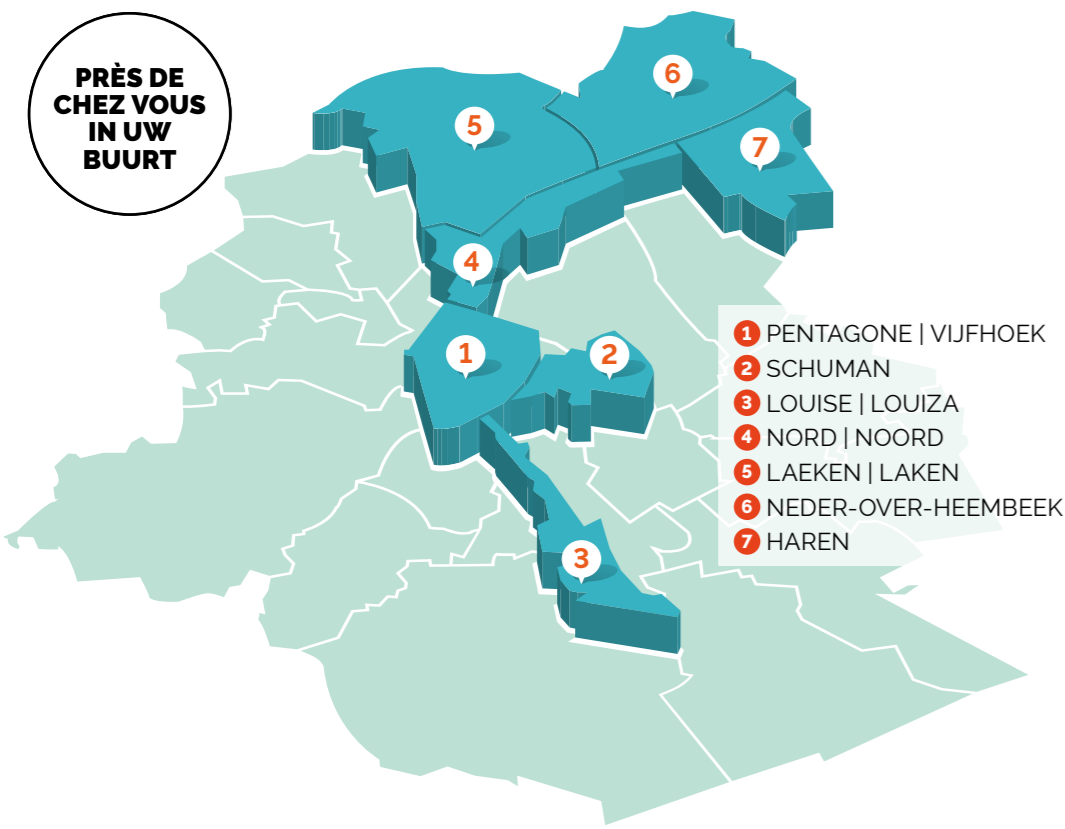 PRÈS DE
CHEZ VOUS
IN UW
BUURT
6
5
7
4
1
2
3
1 PENTAGONE | VIJFHOEK
2 SCHUMAN
3 LOUISE | LOUIZA
4 NORD | NOORD
5 LAEKEN | LAKEN
6 NEDER-OVER-HEEMBEEK
7 HAREN